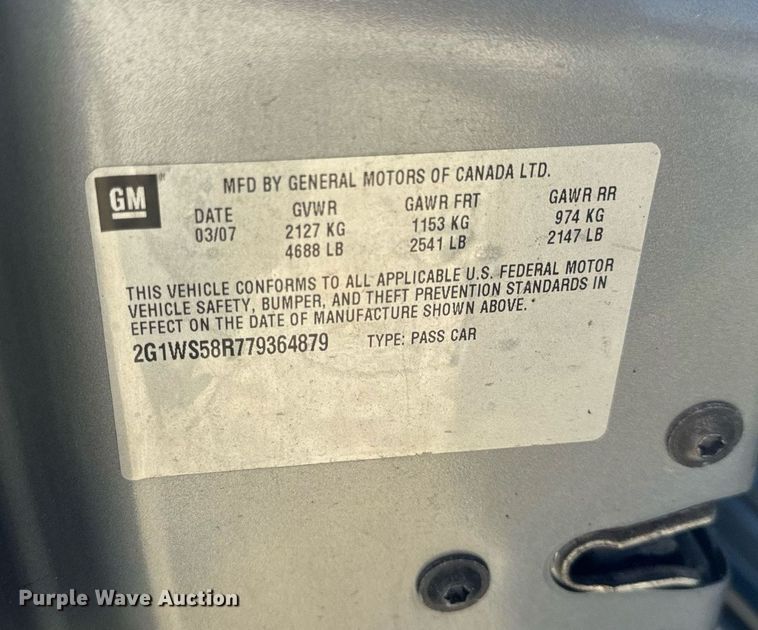 GM
MFD BY GENERAL MOTORS OF CANADA LTD.
DATE GVWR GAWR FRT GAWR RR
03/07 2127 KG 1153 KG 974 KG
4688 LB 2541 LB 2147 LB
THIS VEHICLE CONFORMS TO ALL APPLICABLE U.S. FEDERAL MOTOR
VEHICLE SAFETY, BUMPER, AND THEFT PREVENTION STANDARDS IN
EFFECT ON THE DATE OF MANUFACTURE SHOWN ABOVE.
2G1WS58R779364879 TYPE: PASS CAR
Purple Wave Auction